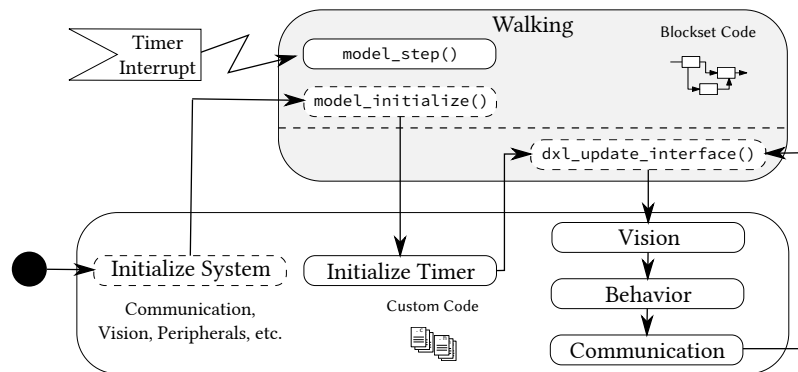 Walking
Blockset Code
Timer
Interrupt
model_step()
model_initialize()
dxl_update_interface()
Initialize System
Initialize Timer
Vision
Behavior
Communication
Communication,
Vision, Peripherals, etc.
Custom Code
.c
.h